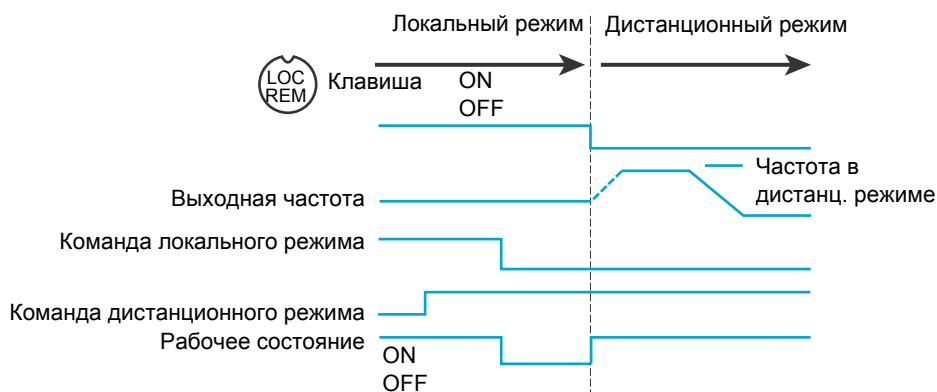 Локальный режим
Дистанционный режим
LOC
REM
Клавиша
ON
OFF
Частота в
дистанц. режиме
Выходная частота
Команда локального режима
Команда дистанционного режима
Рабочее состояние
ON
OFF